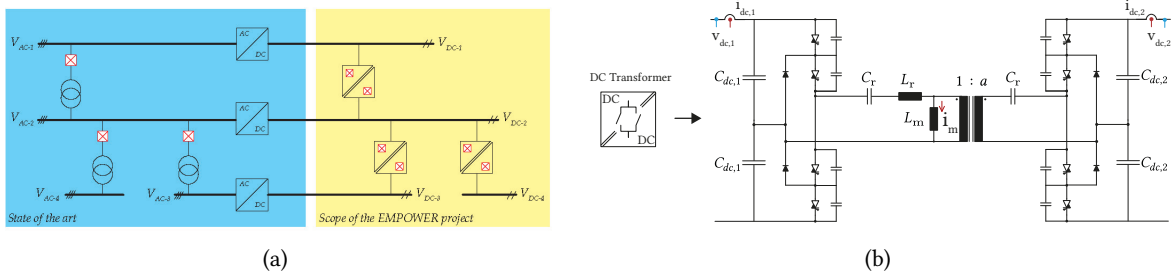 V_AC-1
AC
DC
V_DC-1
V_AC-2
AC
DC
V_DC-2
V_AC-4
V_AC-3
AC
DC
V_DC-3
V_DC-4
State of the art
Scope of the EMPOWER project
(a)
DC Transformer
DC
DC
i_dc,1
v_dc,1
C_dc,1
C_dc,1
C_r
L_r
L_m
i_m
1 : a
C_r
i_dc,2
v_dc,2
C_dc,2
C_dc,2
(b)